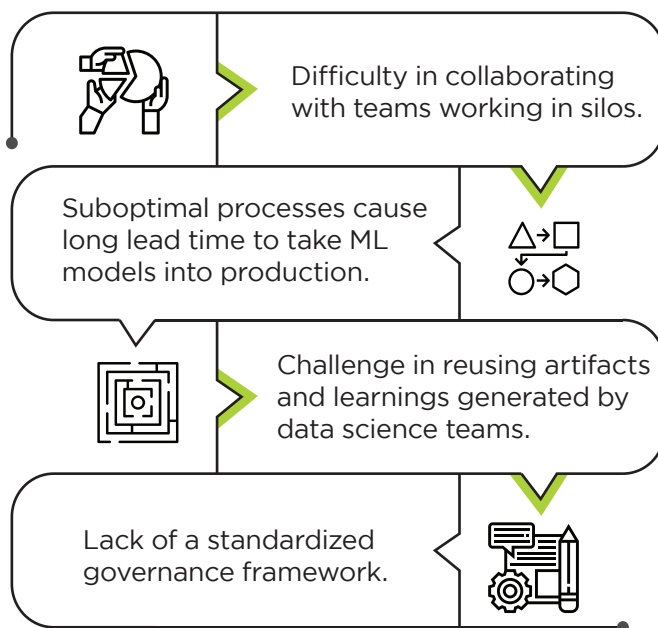 Difficulty in collaborating
with teams working in silos.
Suboptimal processes cause
long lead time to take ML
models into production.
Challenge in reusing artifacts
and learnings generated by
data science teams.
Lack of a standardized
governance framework.